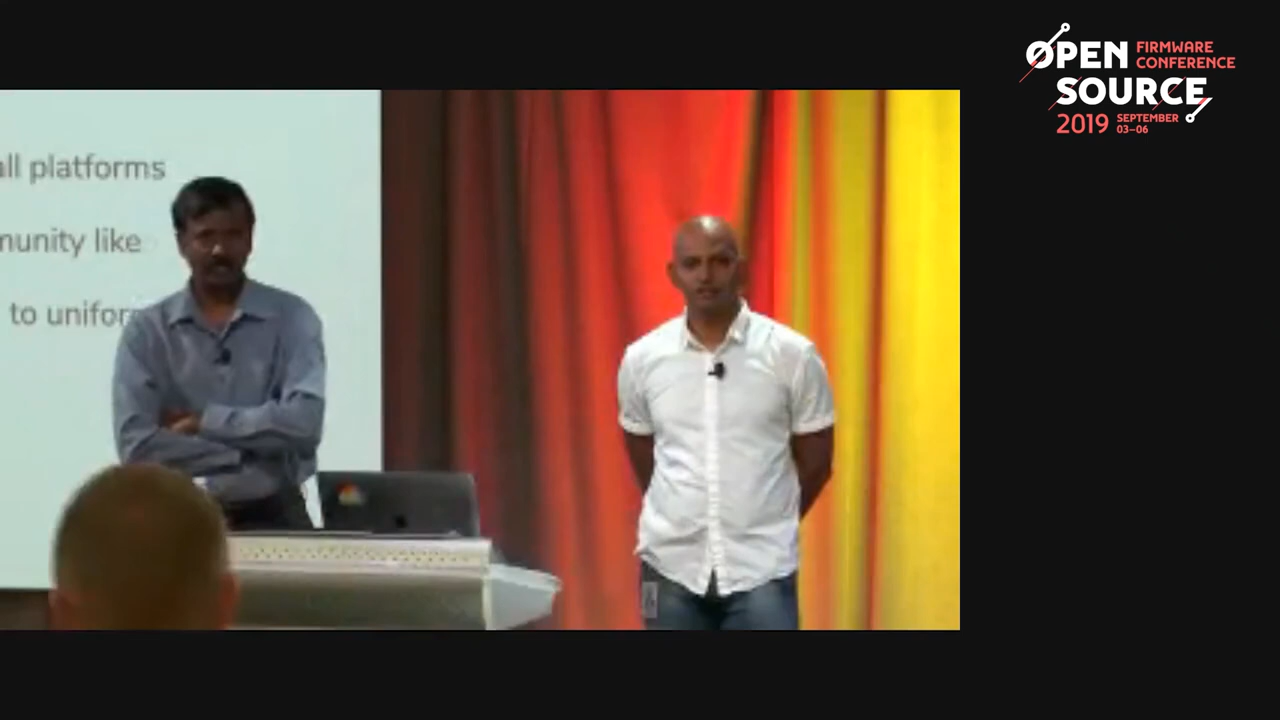 all platforms
munity like
to unifor
OPEN FIRMWARE CONFERENCE
SOURCE
2019 SEPTEMBER 03–06